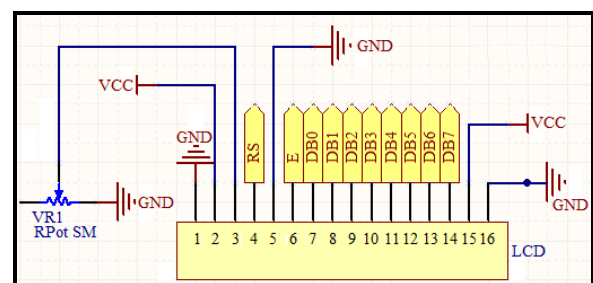 GND
VCC
GND
RS
E
DB0
DB1
DB2
DB3
DB4
DB5
DB6
DB7
VCC
GND
VR1
RPot SM
GND
1 2 3 4 5 6 7 8 9 10 11 12 13 14 15 16
LCD